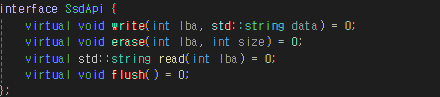 interface SsdApi {
virtual void write(int lba, std::string data) = 0;
virtual void erase(int lba, int size) = 0;
virtual std::string read(int lba) = 0;
virtual void flush() = 0;
};